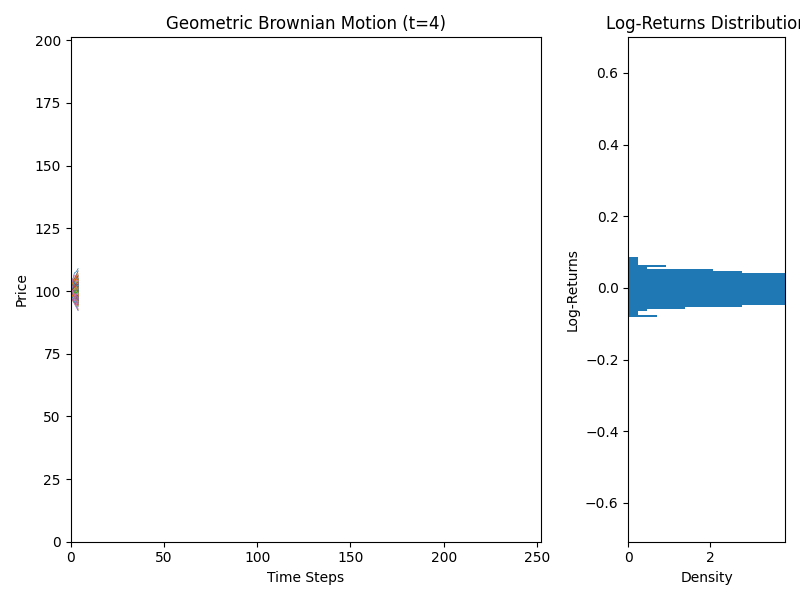 Geometric Brownian Motion (t=4)
Log-Returns Distribution
200
175
150
125
100
75
50
25
0
Price
0 50 100 150 200 250
Time Steps
0.6
0.4
0.2
0.0
−0.2
−0.4
−0.6
Log-Returns
0 2
Density